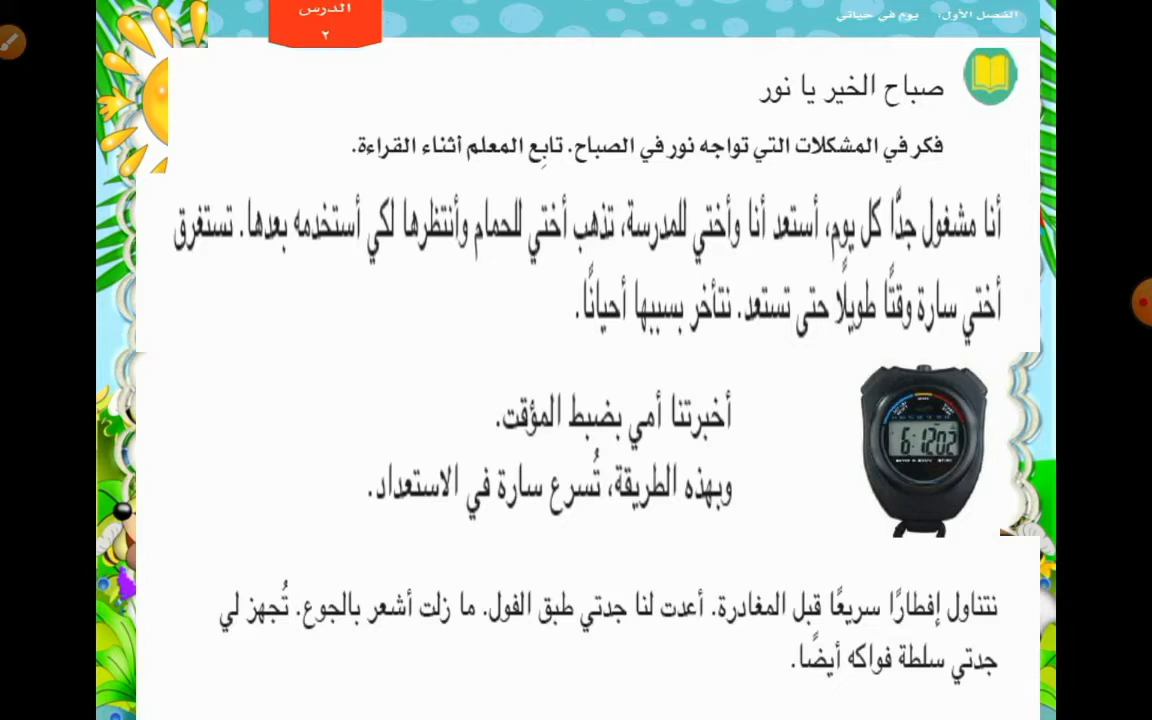 الفصل الأول: يوم في حياتي
الدرس
٢
صباح الخير يا نور
فكر في المشكلات التي تواجه نور في الصباح. تابِع المعلم أثناء القراءة.
أنا مشغول جدًّا كل يوم، أستعد أنا وأختي للمدرسة، تذهب أختي للحمام وأنتظرها لكي أستخدمه بعدها. تستغرق
أختي سارة وقتًا طويلًا حتى تستعد. نتأخر بسببها أحيانًا.
أخبرتنا أمي بضبط المؤقت.
وبهذه الطريقة، تُسرع سارة في الاستعداد.
6:1202
نتناول إفطارًا سريعًا قبل المغادرة. أعدت لنا جدتي طبق الفول. ما زلت أشعر بالجوع. تُجهز لي
جدتي سلطة فواكه أيضًا.